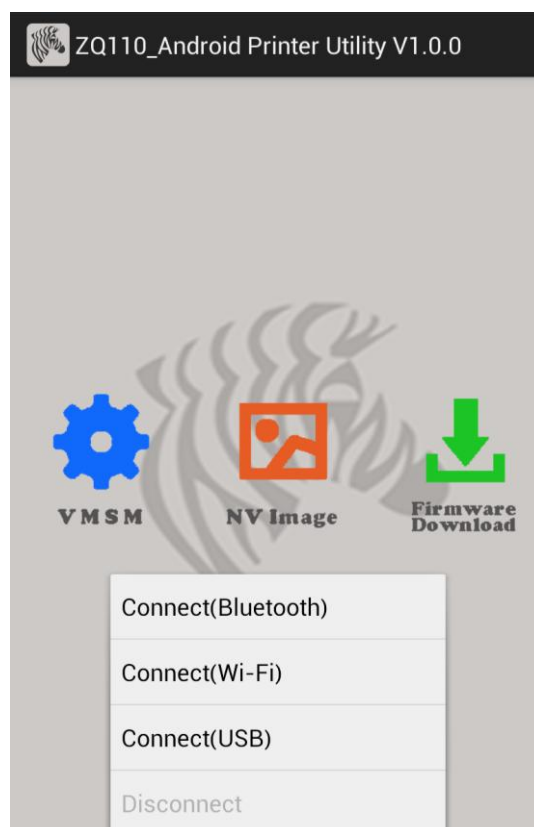 ZQ110_Android Printer Utility V1.0.0
VMSM
NV Image
Firmware
Download
Connect(Bluetooth)
Connect(Wi-Fi)
Connect(USB)
Disconnect